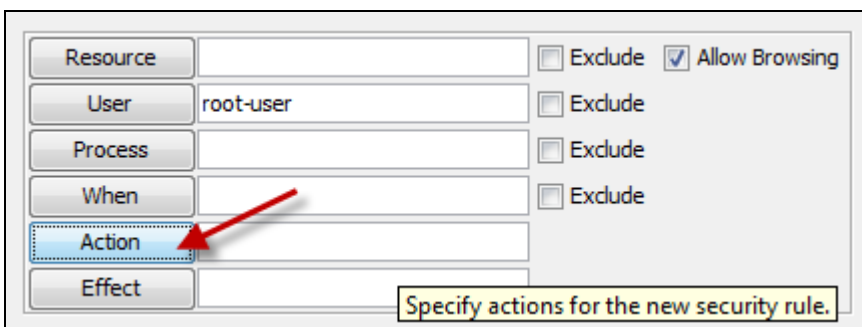 Resource Exclude Allow Browsing
User root-user Exclude
Process Exclude
When Exclude
Action
Effect
Specify actions for the new security rule.